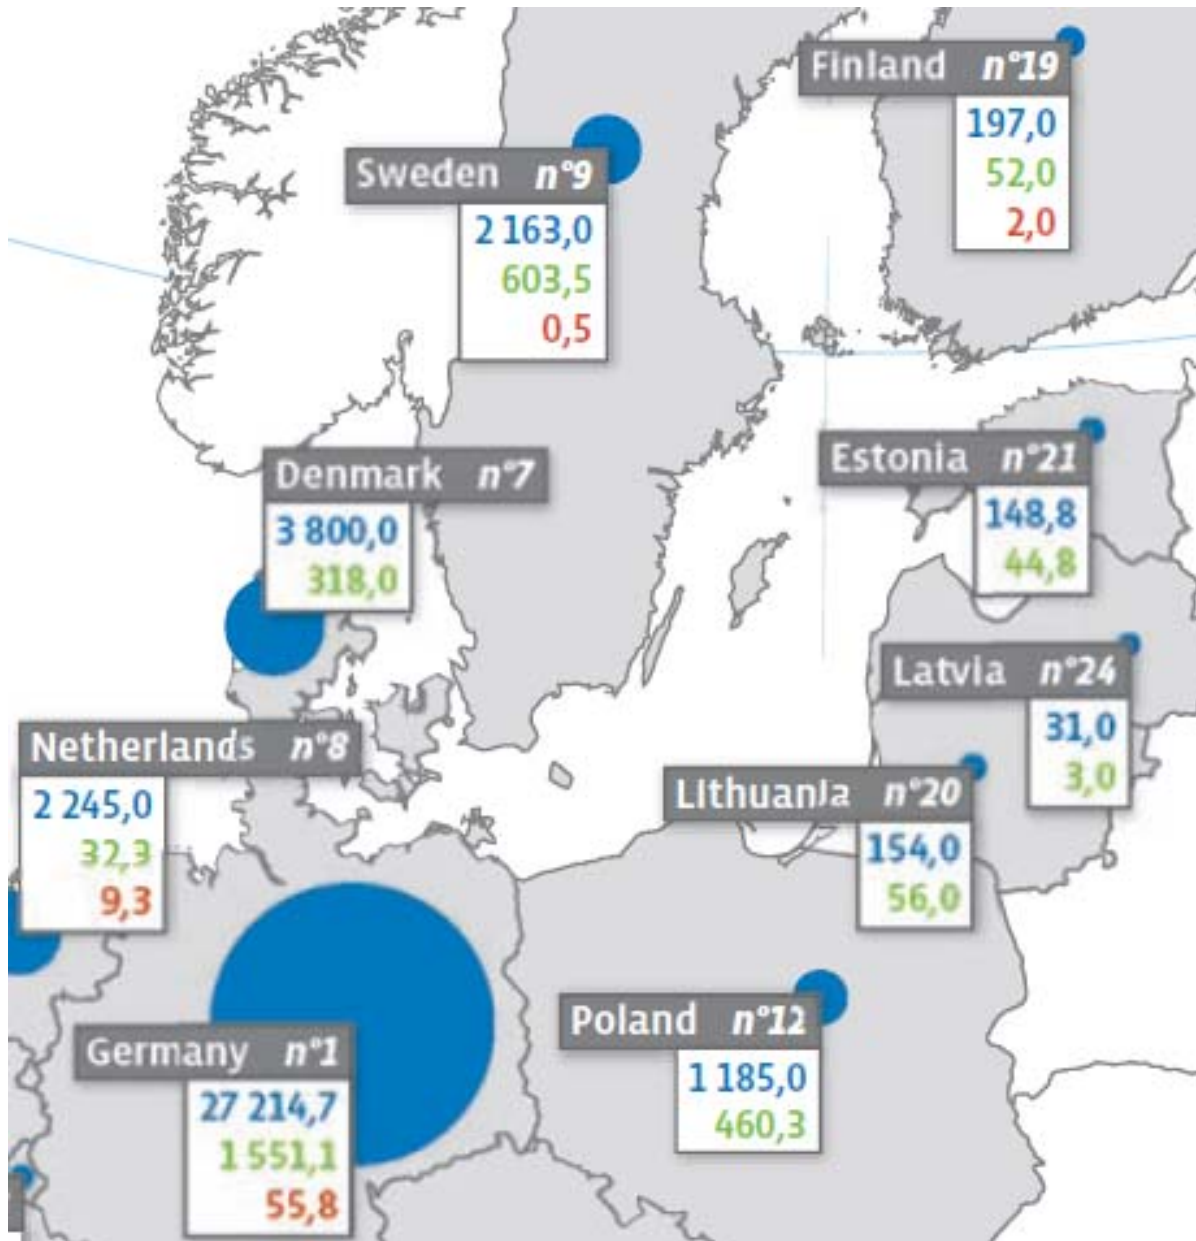 Finland n°19
197,0
52,0
2,0
Sweden n°9
2 163,0
603,5
0,5
Denmark n°7
3 800,0
318,0
Estonia n°21
148,8
44,8
Latvia n°24
31,0
3,0
Netherlands n°8
2 245,0
32,3
9,3
Lithuania n°20
154,0
56,0
Poland n°12
1 185,0
460,3
Germany n°1
27 214,7
1 551,1
55,8